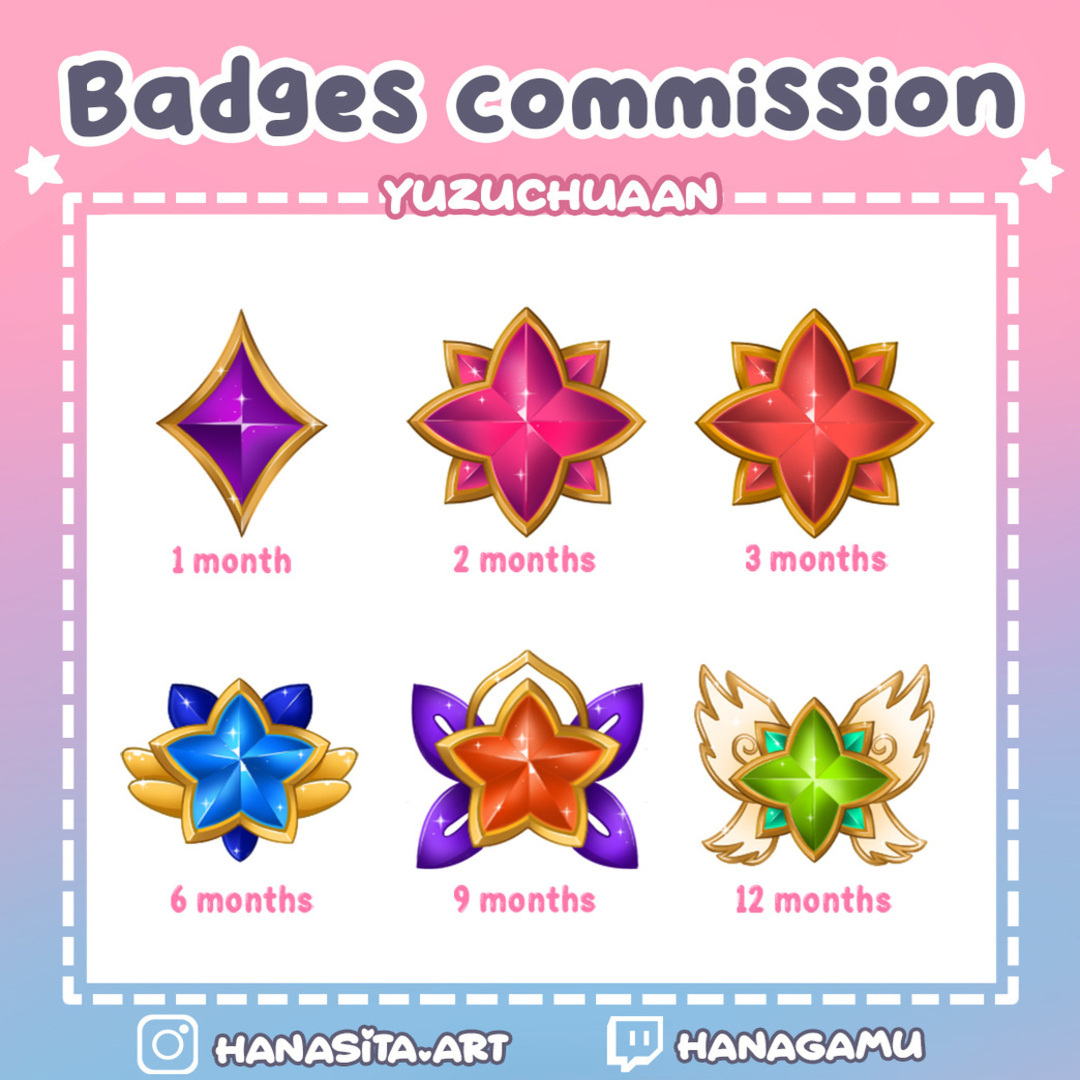 Badges commission
YUZUCHUAAN
1 month
2 months
3 months
6 months
9 months
12 months
HANASiTA.ART
HANAGAMU